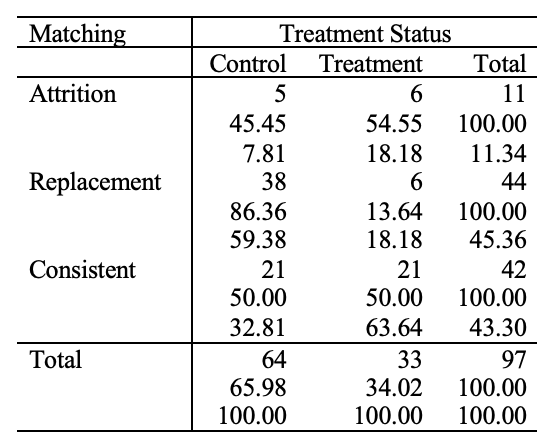 Matching Treatment Status
Control Treatment Total
Attrition 5 6 11
45.45 54.55 100.00
7.81 18.18 11.34
Replacement 38 6 44
86.36 13.64 100.00
59.38 18.18 45.36
Consistent 21 21 42
50.00 50.00 100.00
32.81 63.64 43.30
Total 64 33 97
65.98 34.02 100.00
100.00 100.00 100.00